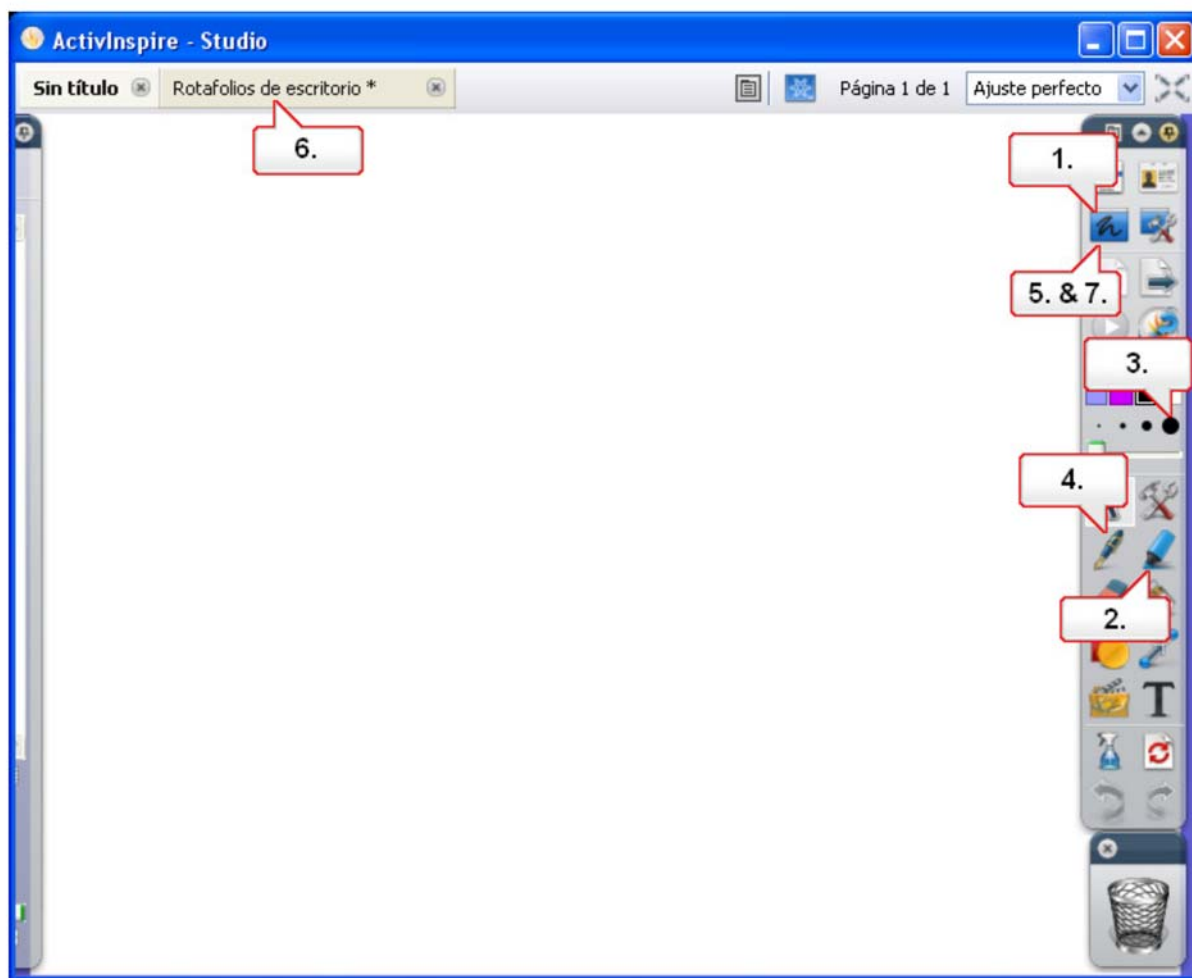 ActivInspire - Studio
Sin título Rotafolios de escritorio * Página 1 de 1 Ajuste perfecto
6.
1.
5. & 7.
3.
4.
2.
T